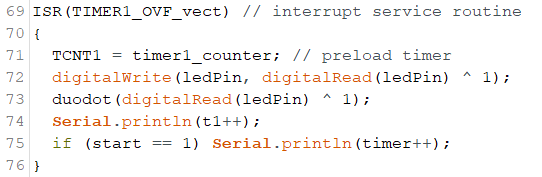 69 ISR(TIMER1_OVF_vect) // interrupt service routine
70 {
71   TCNT1 = timer1_counter; // preload timer
72   digitalWrite(ledPin, digitalRead(ledPin) ^ 1);
73   duodot(digitalRead(ledPin) ^ 1);
74   Serial.println(t1++);
75   if (start == 1) Serial.println(timer++);
76 }